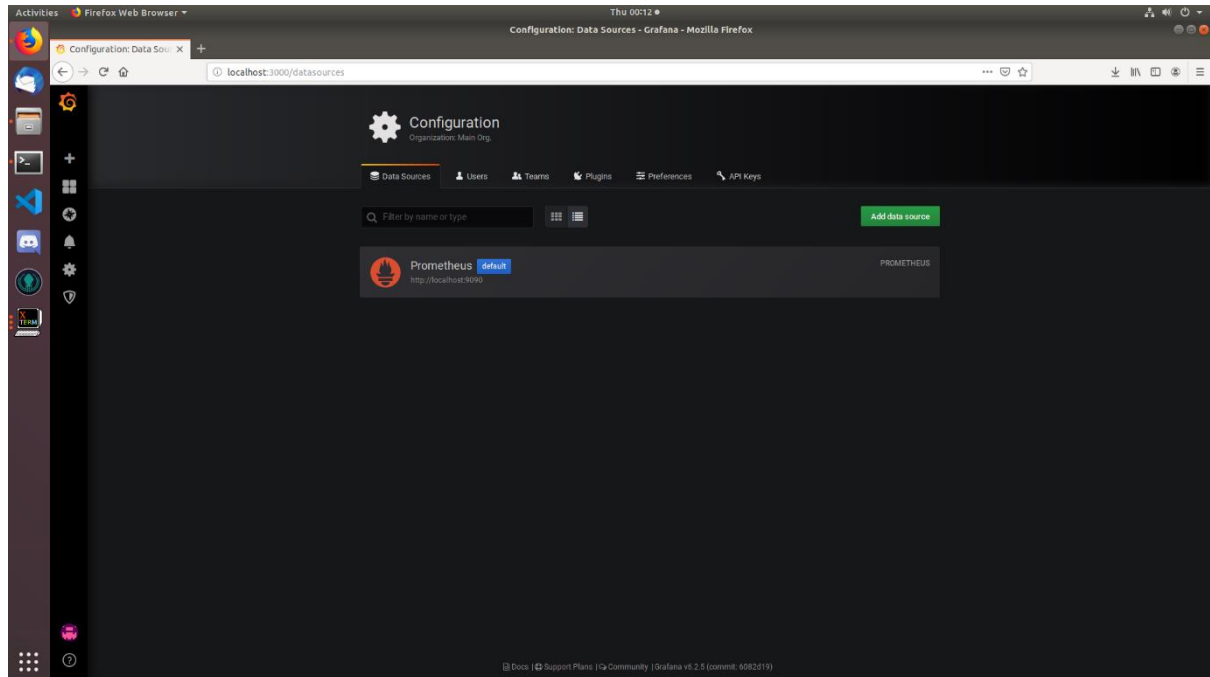 Activities Firefox Web Browser Thu 00:12
Configuration: Data Sources - Grafana - Mozilla Firefox
Configuration: Data Sou
localhost:3000/datasources
Configuration
Organization: Main Org.
Data Sources Users Teams Plugins Preferences API Keys
Filter by name or type Add data source
Prometheus default PROMETHEUS
http://localhost:9090
X
TERM
Docs | Support Plans | Community | Grafana v6.2.5 (commit: 6082d19)